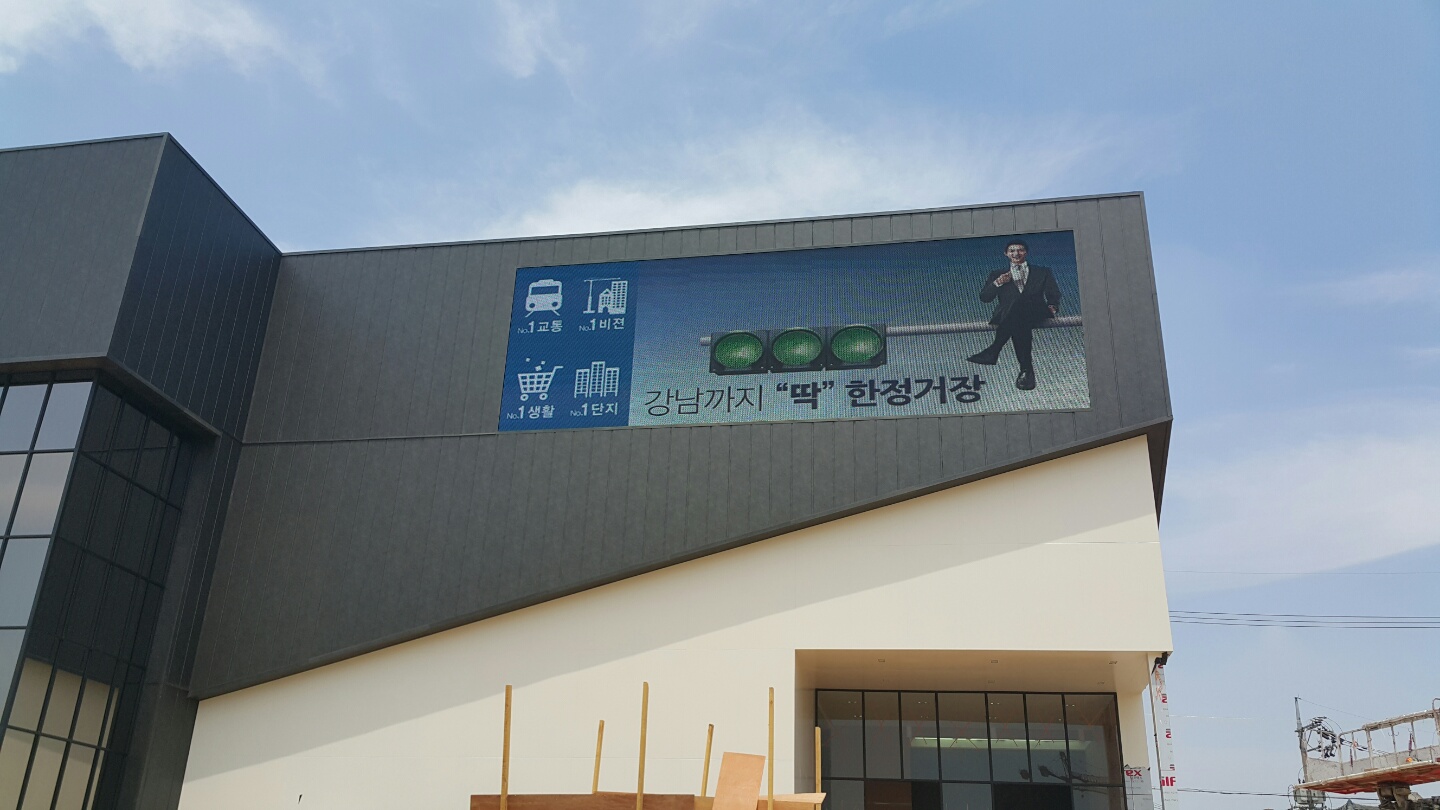 No.1교통
No.1비젼
No.1생활
No.1단지
강남까지 “딱” 한정거장